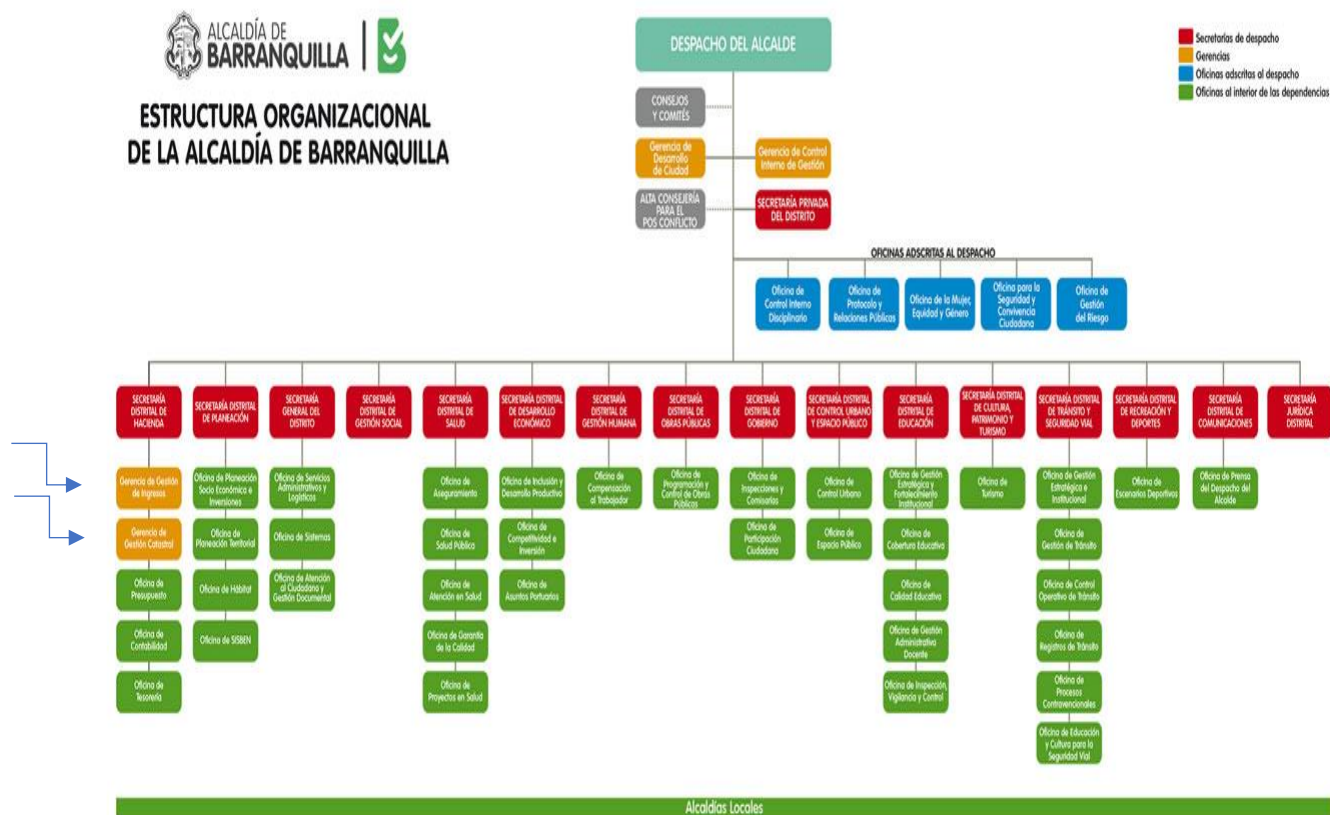 ALCALDÍA DE
BARRANQUILLA
ESTRUCTURA ORGANIZACIONAL
DE LA ALCALDÍA DE BARRANQUILLA
DESPACHO DEL ALCALDE
Secretarías de despacho
Gerencias
Oficinas adscritas al despacho
Oficinas al interior de las dependencias
CONSEJOS
Y COMITÉS
Gerencia de
Desarrollo
de Ciudad
Gerencia de Control
Interno de Gestión
ALTA CONSEJERÍA
PARA EL
POS CONFLICTO
SECRETARÍA PRIVADA
DEL DISTRITO
OFICINAS ADSCRITAS AL DESPACHO
Oficina de
Control Interno
Disciplinario
Oficina de
Protocolo y
Relaciones Públicas
Oficina de la Mujer,
Equidad y Género
Oficina para la
Seguridad y
Convivencia
Ciudadana
Oficina de
Gestión
del Riesgo
SECRETARÍA
DISTRITAL DE
HACIENDA
SECRETARÍA DISTRITAL
DE PLANEACIÓN
SECRETARÍA
GENERAL DEL
DISTRITO
SECRETARÍA
DISTRITAL DE
GESTIÓN SOCIAL
SECRETARÍA
DISTRITAL DE
SALUD
SECRETARÍA DISTRITAL
DE DESARROLLO
ECONÓMICO
SECRETARÍA
DISTRITAL DE
GESTIÓN HUMANA
SECRETARÍA
DISTRITAL DE
OBRAS PÚBLICAS
SECRETARÍA
DISTRITAL DE
GOBIERNO
SECRETARÍA DISTRITAL
DE CONTROL URBANO
Y ESPACIO PÚBLICO
SECRETARÍA
DISTRITAL DE
EDUCACIÓN
SECRETARÍA DISTRITAL
DE CULTURA,
PATRIMONIO Y
TURISMO
SECRETARÍA DISTRITAL
DE TRÁNSITO Y
SEGURIDAD VIAL
SECRETARÍA DISTRITAL
DE RECREACIÓN Y
DEPORTES
SECRETARÍA
DISTRITAL DE
COMUNICACIONES
SECRETARÍA
JURÍDICA
DISTRITAL
Gerencia de Gestión
de Ingresos
Gerencia de
Gestión Catastral
Oficina de
Presupuesto
Oficina de
Contabilidad
Oficina de
Tesorería
Oficina de Planeación
Socio Económica e
Inversiones
Oficina de
Planeación Territorial
Oficina de Hábitat
Oficina de SISBEN
Oficina de Servicios
Administrativos y
Logísticos
Oficina de Sistemas
Oficina de Atención
al Ciudadano y
Gestión Documental
Oficina de
Aseguramiento
Oficina de
Salud Pública
Oficina de
Atención en Salud
Oficina de Garantía
de la Calidad
Oficina de
Proyectos en Salud
Oficina de Inclusión y
Desarrollo Productivo
Oficina de
Competitividad e
Inversión
Oficina de
Asuntos Portuarios
Oficina de
Compensación
al Trabajador
Oficina de
Programación y
Control de Obras
Públicas
Oficina de
Inspecciones y
Comisarías
Oficina de
Participación
Ciudadana
Oficina de
Control Urbano
Oficina de
Espacio Público
Oficina de Gestión
Estratégica y
Fortalecimiento
Institucional
Oficina de
Cobertura Educativa
Oficina de
Calidad Educativa
Oficina de Gestión
Administrativa
Docente
Oficina de Inspección,
Vigilancia y Control
Oficina de
Turismo
Oficina de Gestión
Estratégica e
Institucional
Oficina de
Gestión de Tránsito
Oficina de Control
Operativo de Tránsito
Oficina de
Registros de Tránsito
Oficina de
Procesos
Contravencionales
Oficina de Educación
y Cultura para la
Seguridad Vial
Oficina de
Escenarios Deportivos
Oficina de Prensa
del Despacho del
Alcalde
Alcaldías Locales